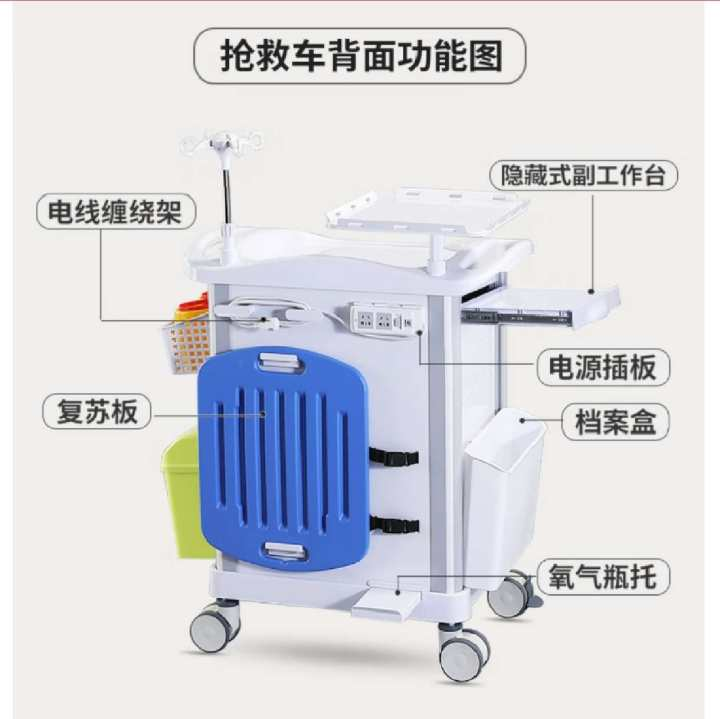 抢救车背面功能图
隐藏式副工作台
电线缠绕架
电源插板
复苏板
档案盒
氧气瓶托